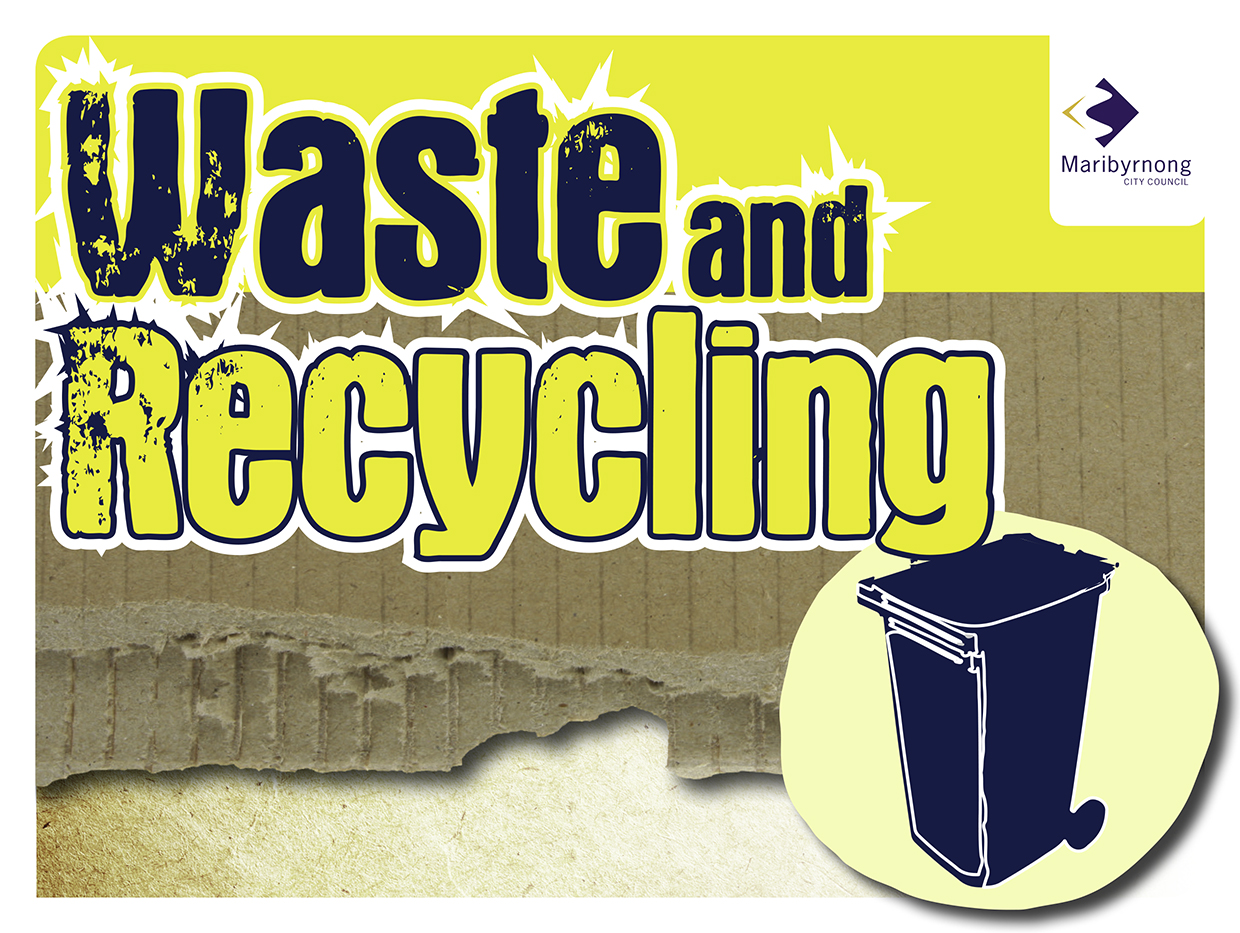 Waste and
Recycling
Maribyrnong
CITY COUNCIL